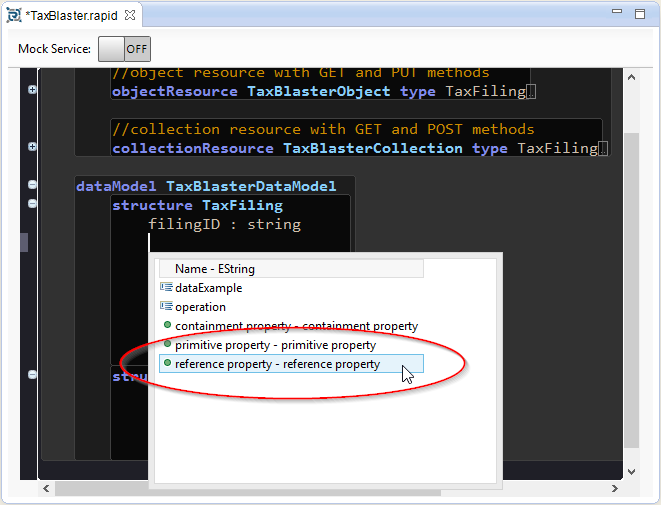 *TaxBlaster.rapid
Mock Service: OFF
//object resource with GET and PUT methods
objectResource TaxBlasterObject type TaxFiling
//collection resource with GET and POST methods
collectionResource TaxBlasterCollection type TaxFiling
dataModel TaxBlasterDataModel
structure TaxFiling
filingID : string
Name - EString
dataExample
operation
containment property - containment property
primitive property - primitive property
reference property - reference property